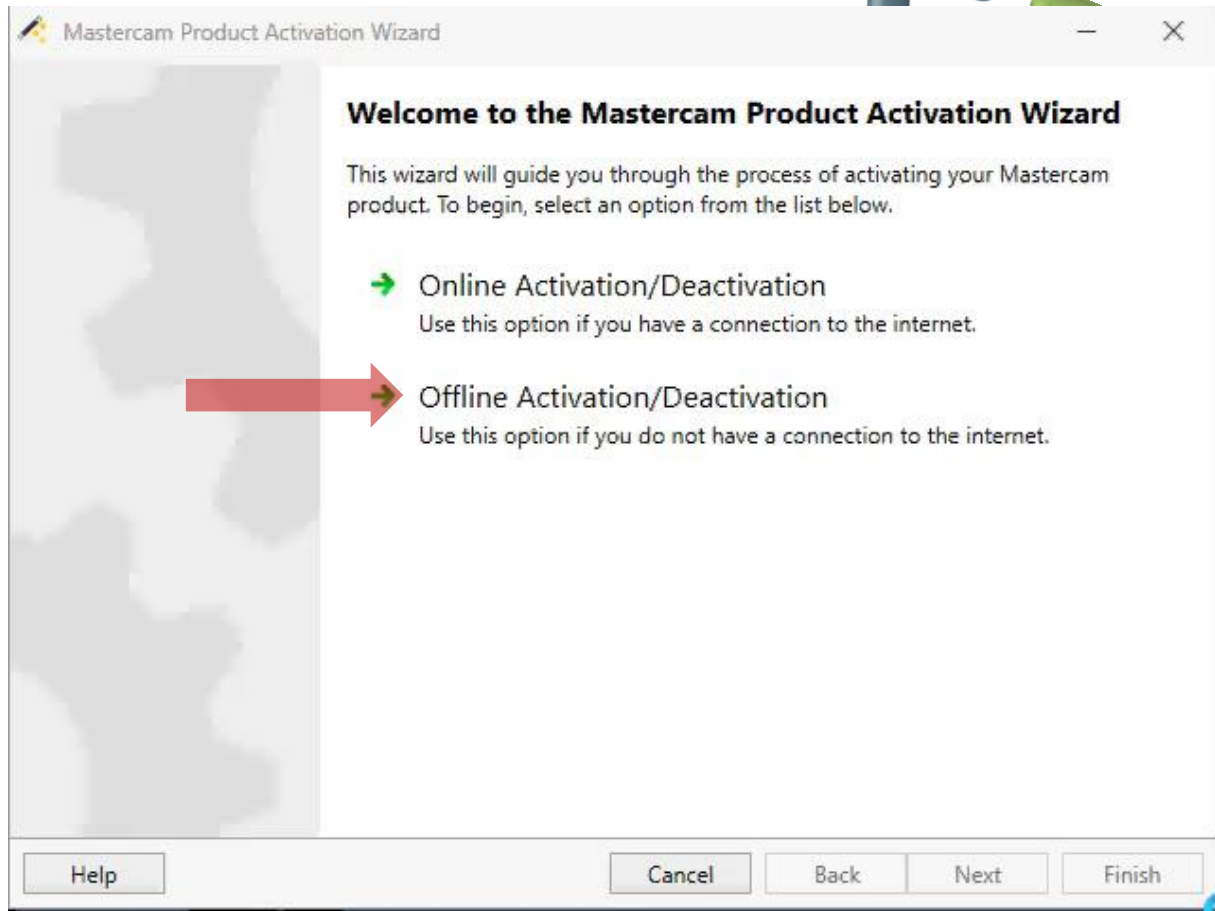 Mastercam Product Activation Wizard
Welcome to the Mastercam Product Activation Wizard
This wizard will guide you through the process of activating your Mastercam
product. To begin, select an option from the list below.
Online Activation/Deactivation
Use this option if you have a connection to the internet.
Offline Activation/Deactivation
Use this option if you do not have a connection to the internet.
Help
Cancel
Back
Next
Finish